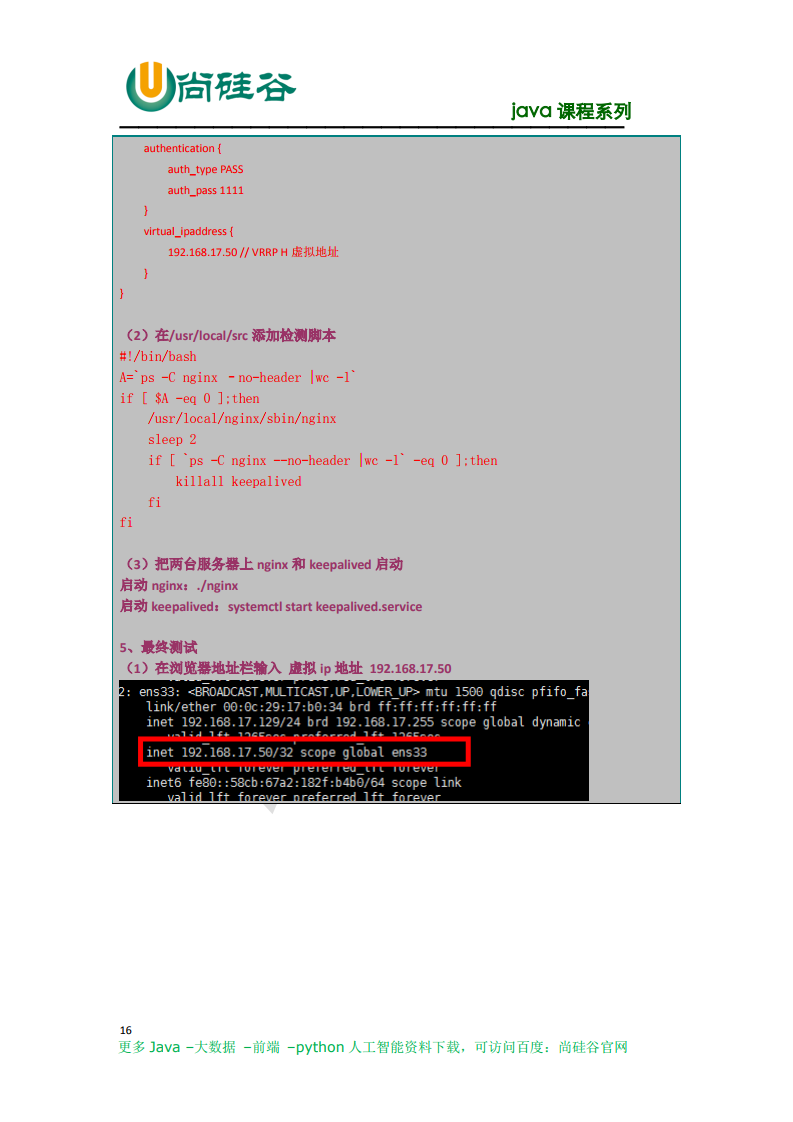 尚硅谷
java 课程系列
authentication {
auth_type PASS
auth_pass 1111
}
virtual_ipaddress {
192.168.17.50 // VRRP H 虚拟地址
}
}
（2）在/usr/local/src 添加检测脚本
#!/bin/bash
A=`ps -C nginx –no-header |wc -l`
if [ $A -eq 0 ];then
/usr/local/nginx/sbin/nginx
sleep 2
if [ `ps -C nginx --no-header |wc -l` -eq 0 ];then
killall keepalived
fi
fi
（3）把两台服务器上 nginx 和 keepalived 启动
启动 nginx：./nginx
启动 keepalived：systemctl start keepalived.service
5、最终测试
（1）在浏览器地址栏输入 虚拟 ip 地址 192.168.17.50
2: ens33: <BROADCAST,MULTICAST,UP,LOWER_UP> mtu 1500 qdisc pfifo_fa
link/ether 00:0c:29:17:b0:34 brd ff:ff:ff:ff:ff:ff
inet 192.168.17.129/24 brd 192.168.17.255 scope global dynamic
valid_lft 1265sec preferred_lft 1265sec
inet 192.168.17.50/32 scope global ens33
valid_lft forever preferred_lft forever
inet6 fe80::58cb:67a2:182f:b4b0/64 scope link
valid_lft forever preferred_lft forever
16
更多 Java –大数据 –前端 –python 人工智能资料下载，可访问百度：尚硅谷官网